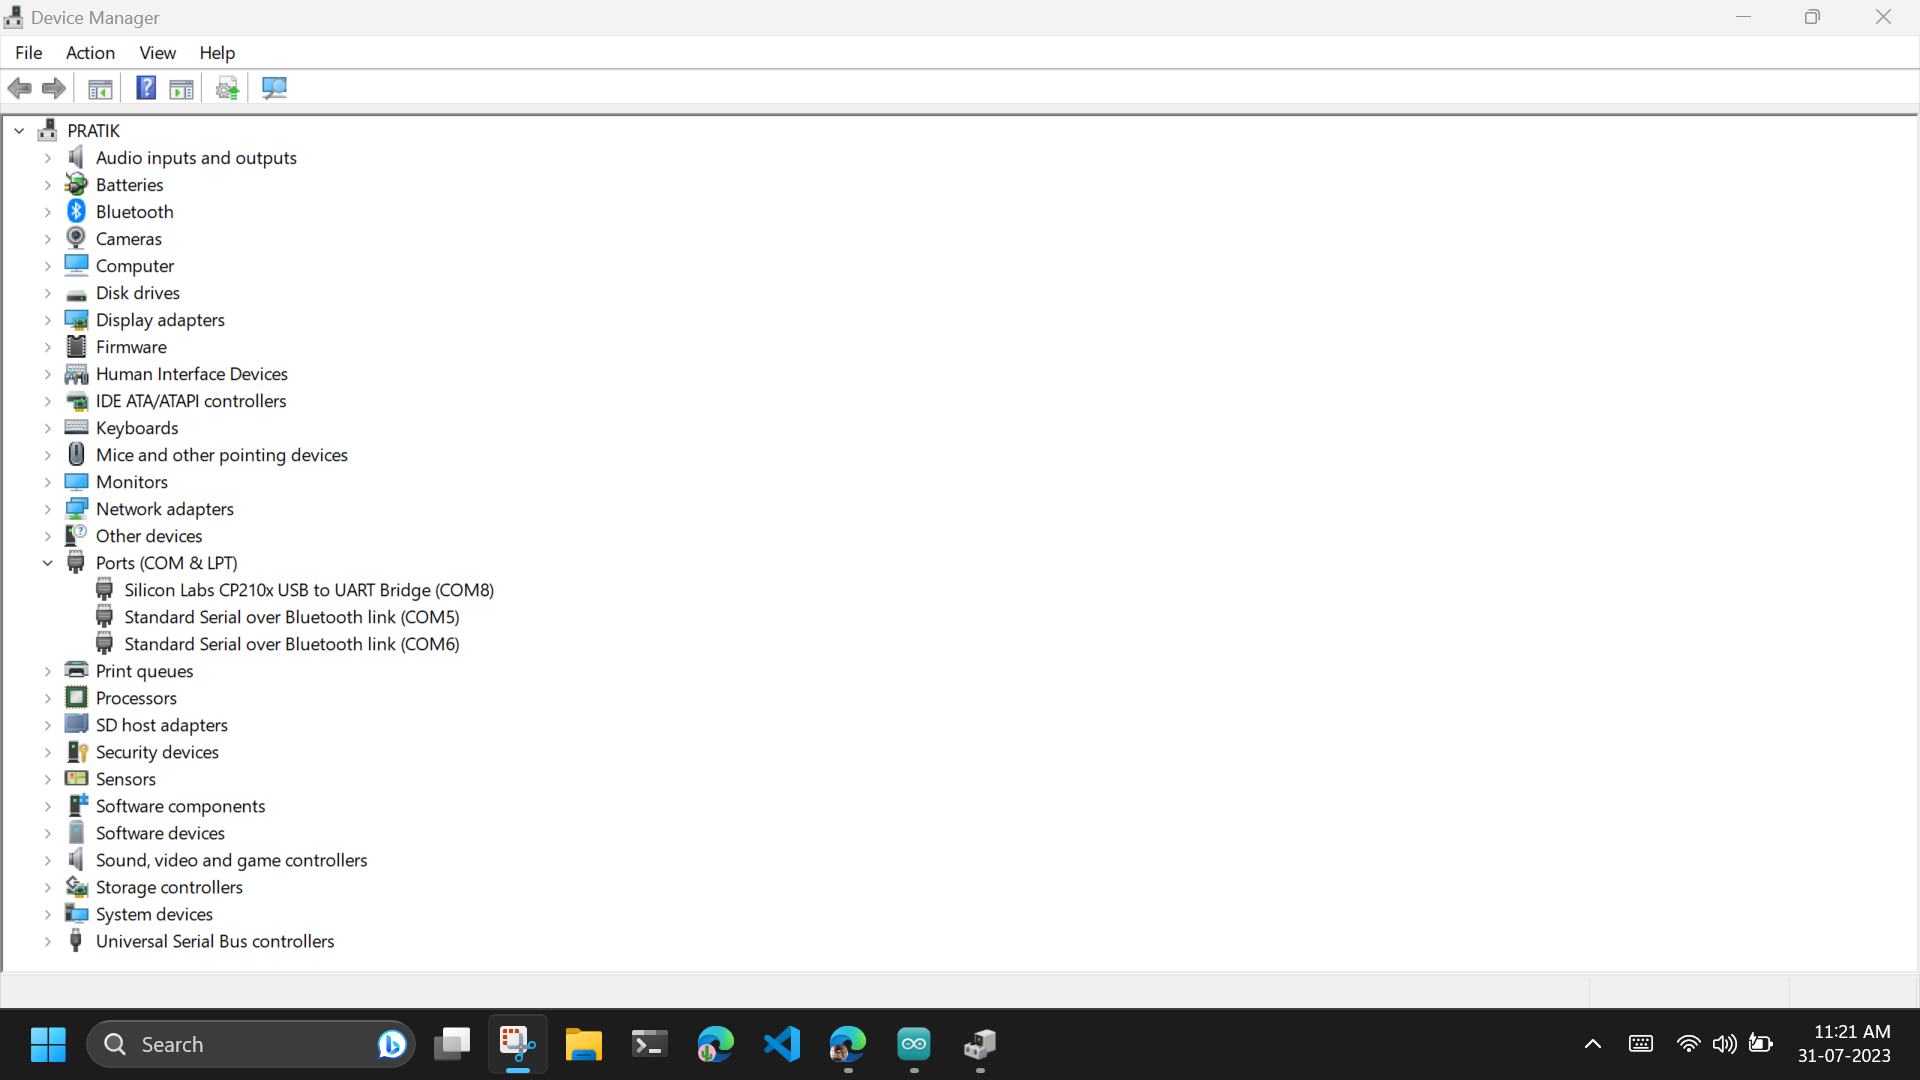 Device Manager
File Action View Help
PRATIK
Audio inputs and outputs
Batteries
Bluetooth
Cameras
Computer
Disk drives
Display adapters
Firmware
Human Interface Devices
IDE ATA/ATAPI controllers
Keyboards
Mice and other pointing devices
Monitors
Network adapters
Other devices
Ports (COM & LPT)
Silicon Labs CP210x USB to UART Bridge (COM8)
Standard Serial over Bluetooth link (COM5)
Standard Serial over Bluetooth link (COM6)
Print queues
Processors
SD host adapters
Security devices
Sensors
Software components
Software devices
Sound, video and game controllers
Storage controllers
System devices
Universal Serial Bus controllers
Search
11:21 AM
31-07-2023